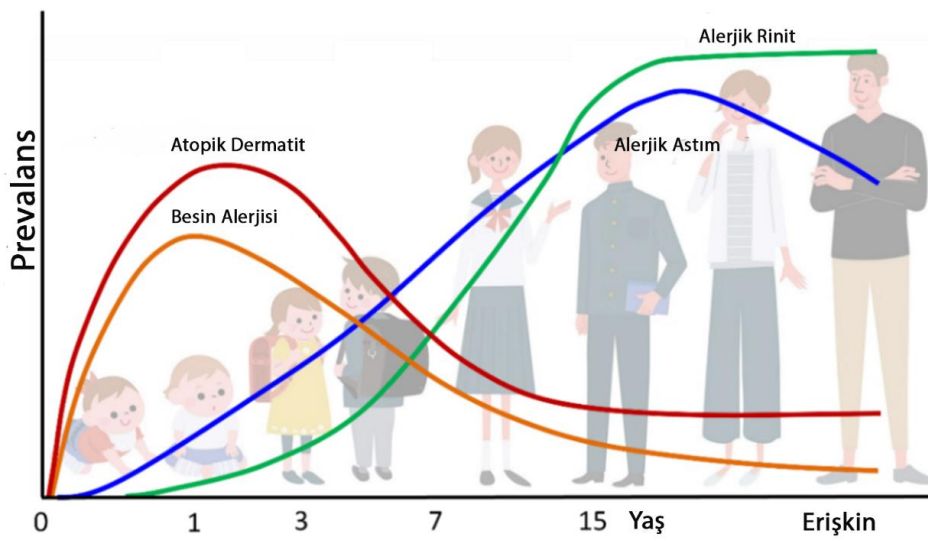 Alerjik Rinit
Atopik Dermatit
Alerjik Astım
Besin Alerjisi
Prevalans
0 1 3 7 15 Yaş Erişkin